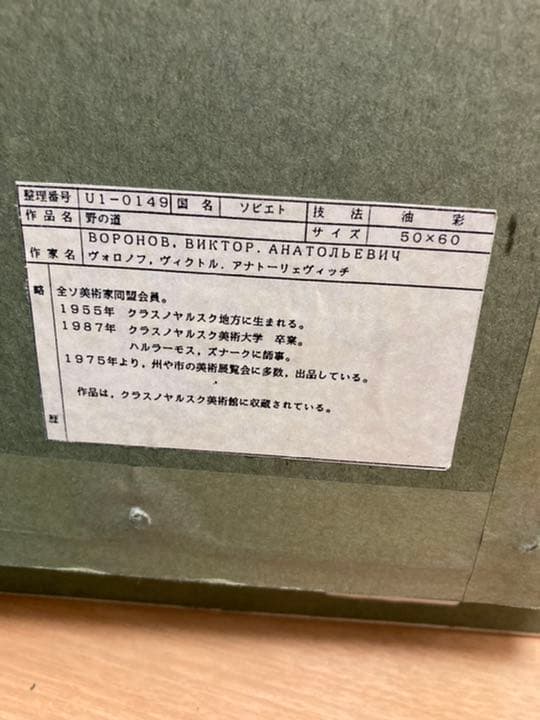 整理番号 U1-0149 国名 ソビエト 技法 油彩
作品名 野の道 サイズ 50×60
ВОРОНОВ, ВИКТОР. АНАТОЛЬЕВИЧ
作家名 ヴォロノフ, ヴィクトル. アナトーリェヴィッチ
略 全ソ美術家同盟会員。
1955年 クラスノヤルスク地方に生まれる。
1987年 クラスノヤルスク美術大学 卒業。
ハルラーモス, ズナークに師事。
1975年より, 州や市の美術展覧会に多数, 出品している。
作品は, クラスノヤルスク美術館に収蔵されている。
歴